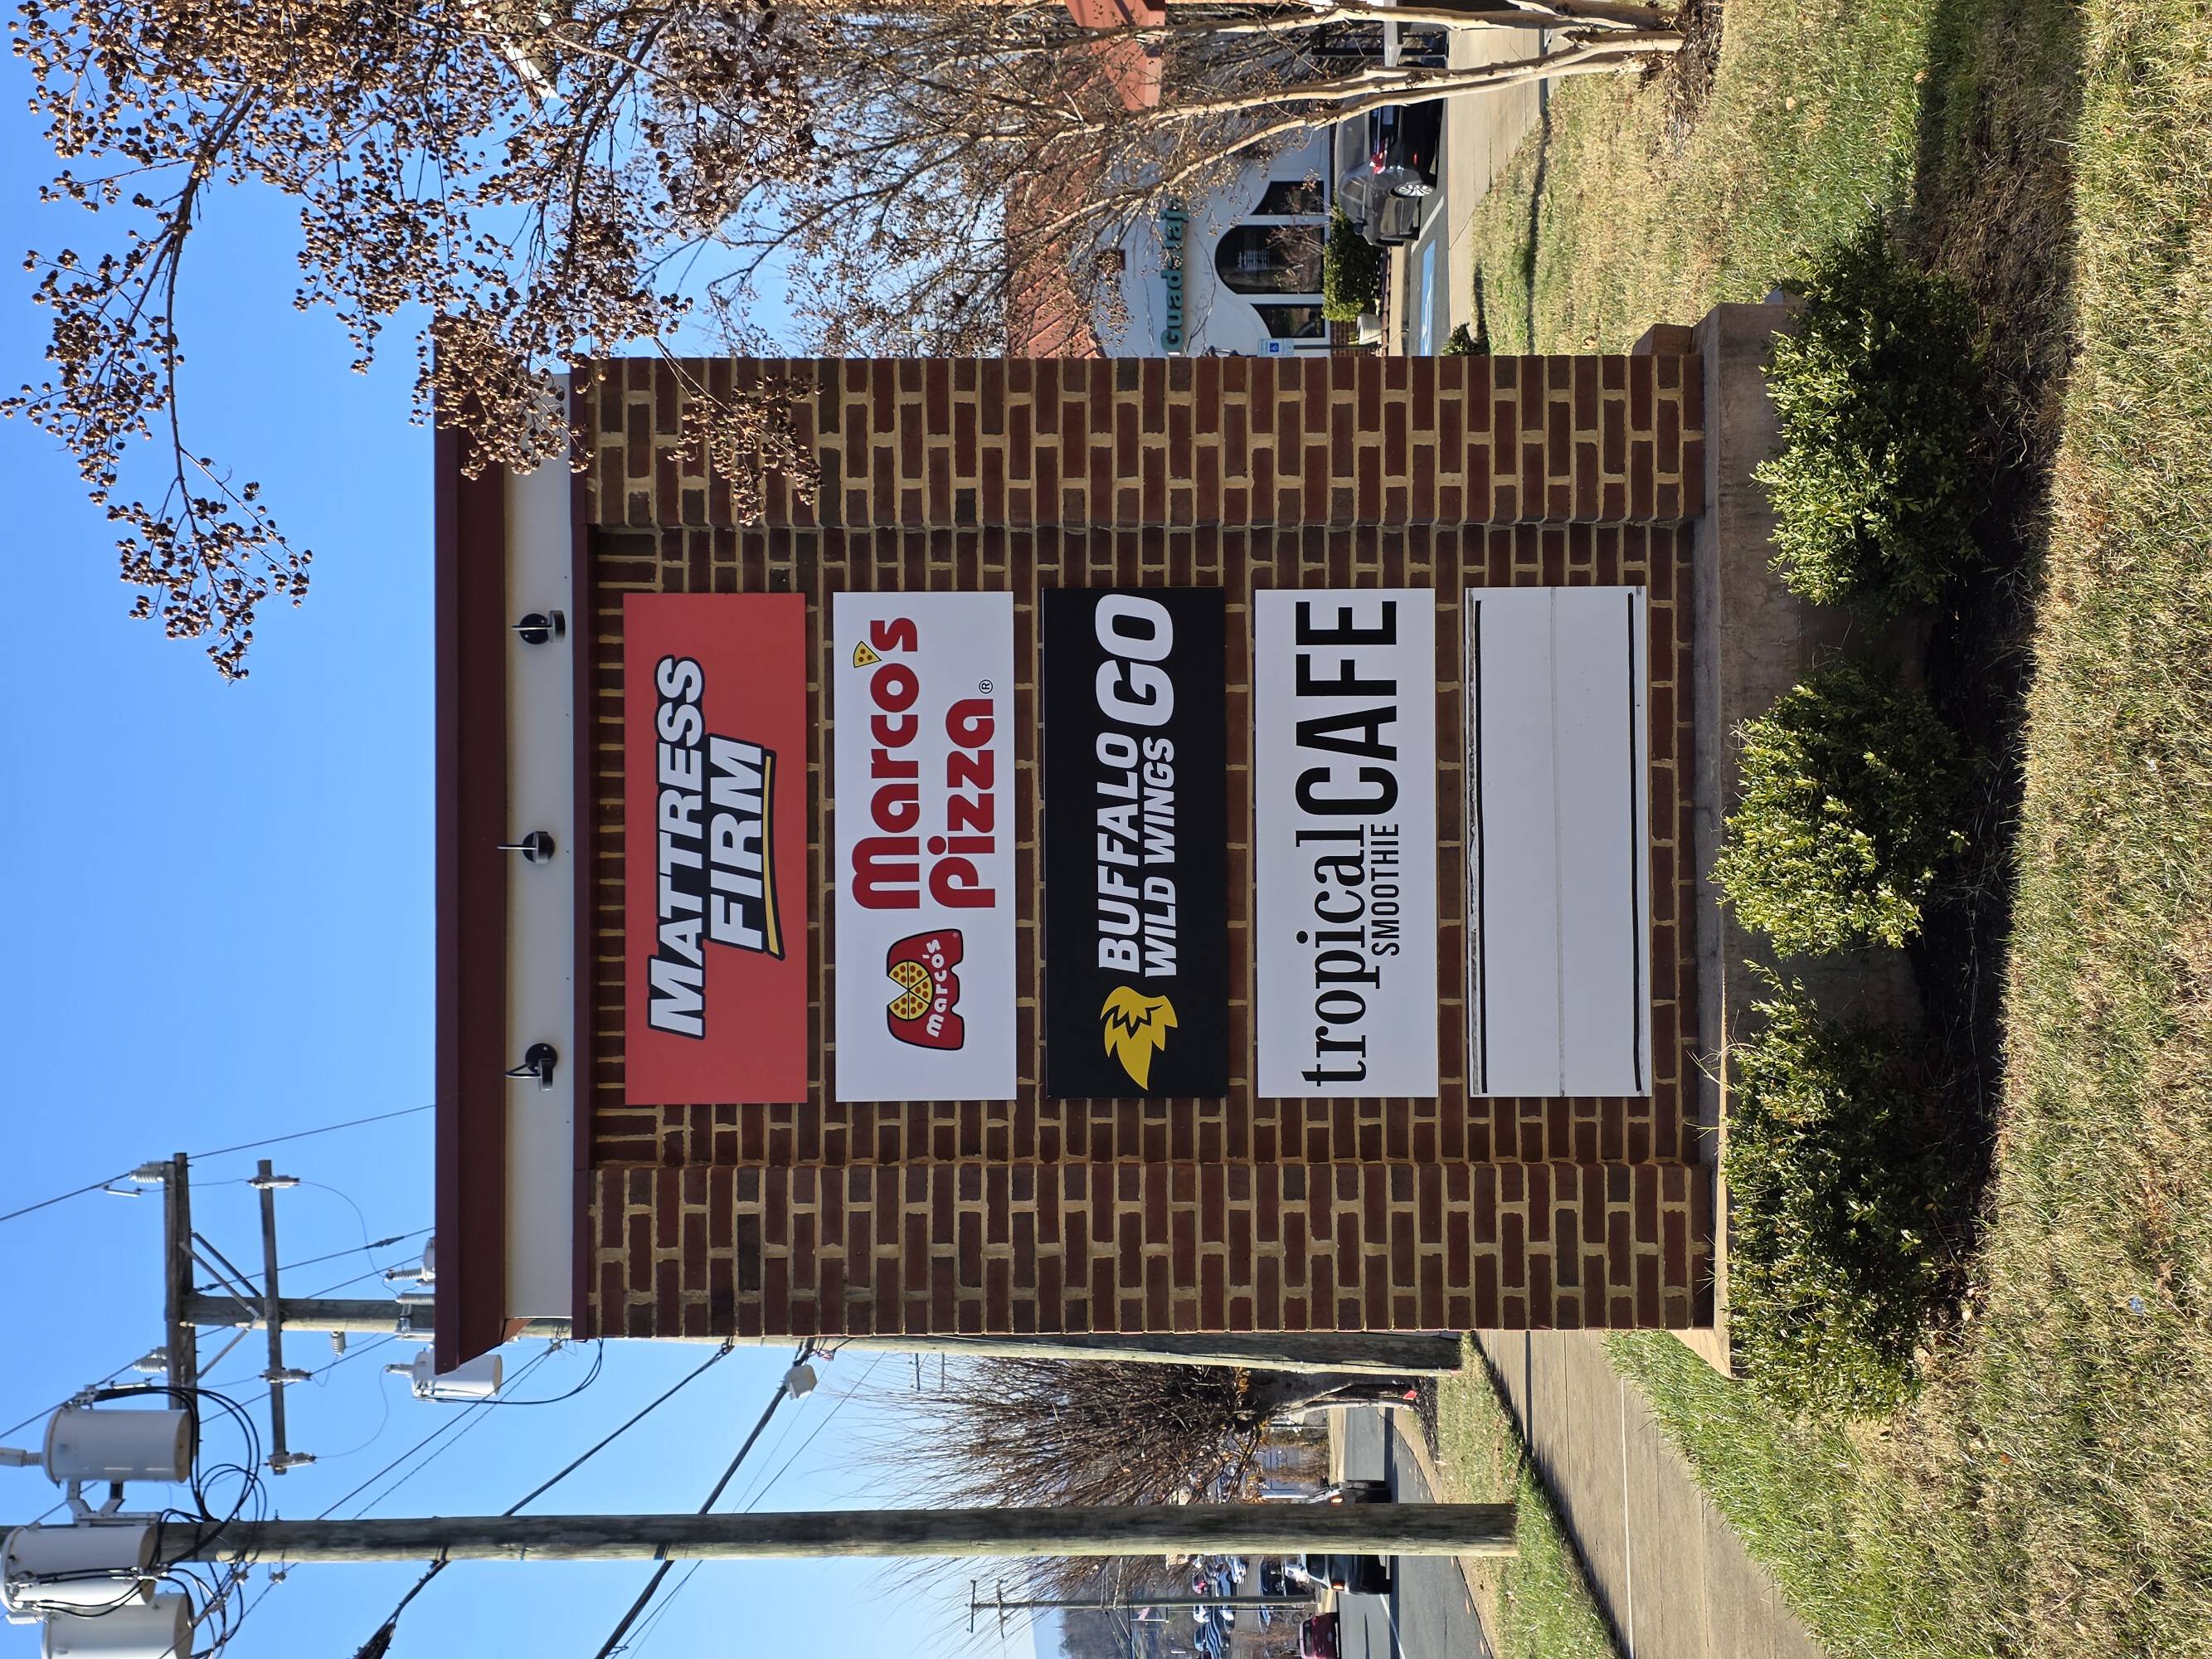 MATTRESS
FIRM
marco's
Marco's
Pizza®
BUFFALO
WILD WINGS
GO
tropical
SMOOTHIE
CAFE